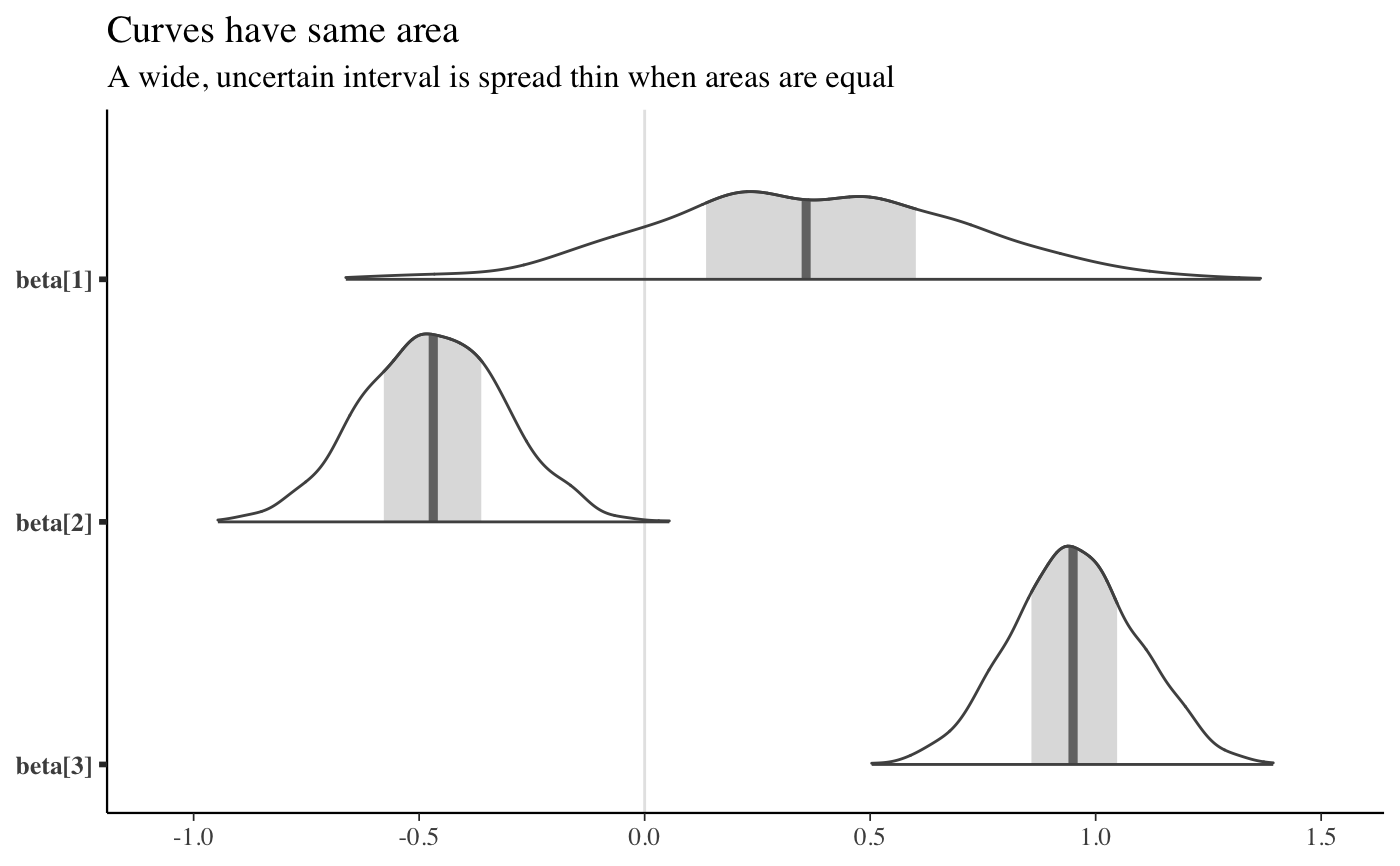 Curves have same area
A wide, uncertain interval is spread thin when areas are equal
beta[1]
beta[2]
beta[3]
-1.0 -0.5 0.0 0.5 1.0 1.5